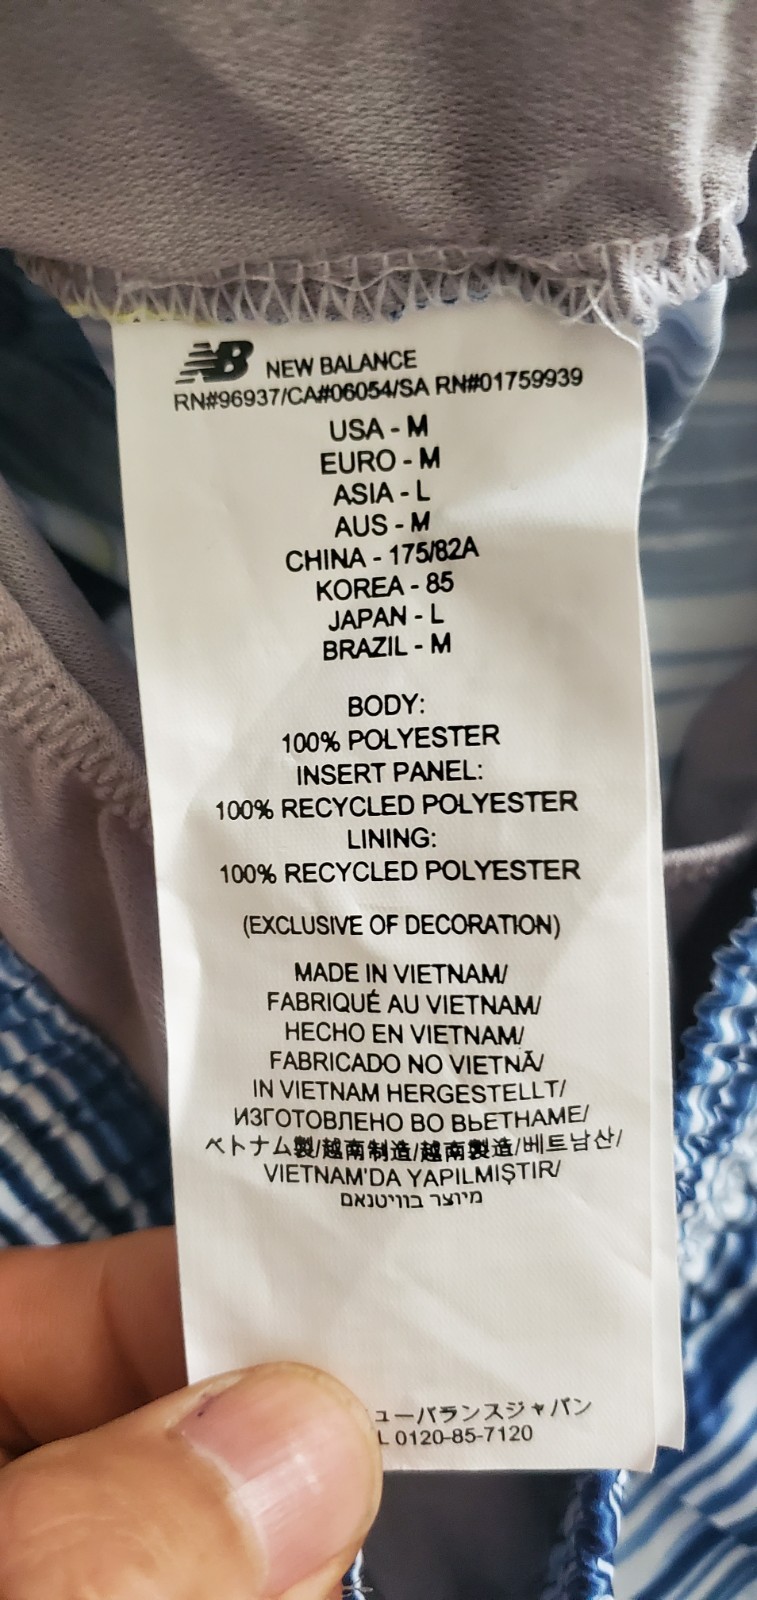 NB NEW BALANCE
RN#96937/CA#06054/SA RN#01759939
USA - M
EURO - M
ASIA - L
AUS - M
CHINA - 175/82A
KOREA - 85
JAPAN - L
BRAZIL - M
BODY:
100% POLYESTER
INSERT PANEL:
100% RECYCLED POLYESTER
LINING:
100% RECYCLED POLYESTER
(EXCLUSIVE OF DECORATION)
MADE IN VIETNAM/
FABRIQUÉ AU VIETNAM/
HECHO EN VIETNAM/
FABRICADO NO VIETNÃ/
IN VIETNAM HERGESTELLT/
ИЗГОТОВЛЕНО ВО ВЬЕТНАМЕ/
ベトナム製/越南制造/越南製造/베트남산/
VIETNAM'DA YAPILMIŞTIR/
מיוצר בוויטנאם
ューバランスジャパン
L 0120-85-7120